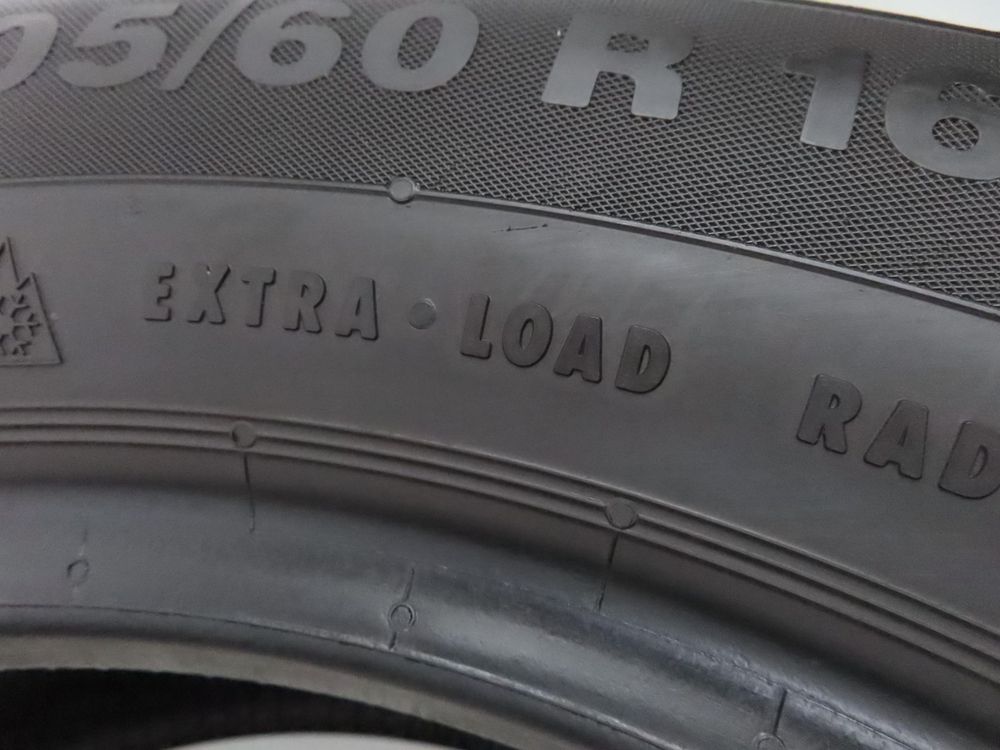 05/60 R 16
EXTRA · LOAD RAD